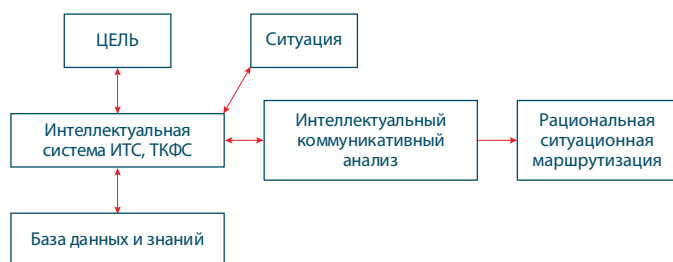 ЦЕЛЬ
Ситуация
Интеллектуальная
система ИТС, ТКФС
Интеллектуальный
коммуникативный
анализ
Рациональная
ситуационная
маршрутизация
База данных и знаний